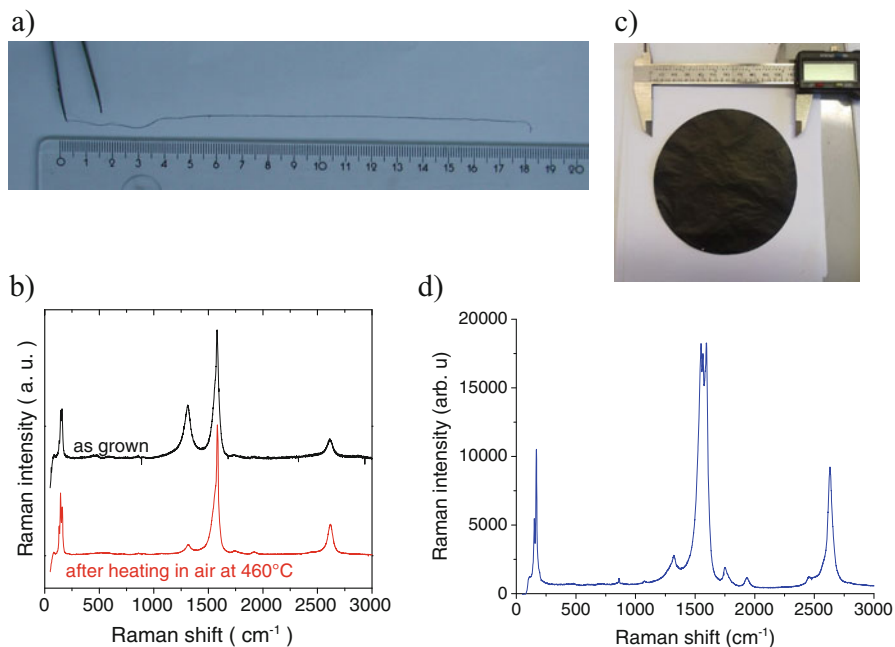 a)
0 1 2 3 4 5 6 7 8 9 10 11 12 13 14 15 16 17 18 19 20
c)
b)
Raman intensity ( a. u. )
as grown
after heating in air at 460°C
0 500 1000 1500 2000 2500 3000
Raman shift ( cm⁻¹ )
d)
Raman intensity (arb. u)
20000
15000
10000
5000
0
0 500 1000 1500 2000 2500 3000
Raman shift (cm⁻¹)